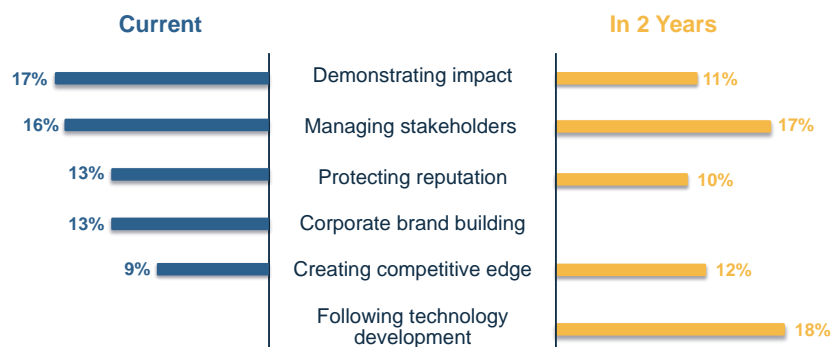 Current In 2 Years
17% Demonstrating impact 11%
16% Managing stakeholders 17%
13% Protecting reputation 10%
13% Corporate brand building
9% Creating competitive edge 12%
Following technology
development 18%